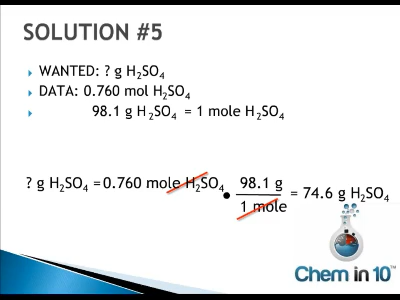 SOLUTION #5
WANTED: ? g H₂SO₄
DATA: 0.760 mol H₂SO₄
98.1 g H₂SO₄ = 1 mole H₂SO₄
? g H₂SO₄ =0.760 mole H₂SO₄ • 98.1 g / 1 mole = 74.6 g H₂SO₄
Chem in 10™